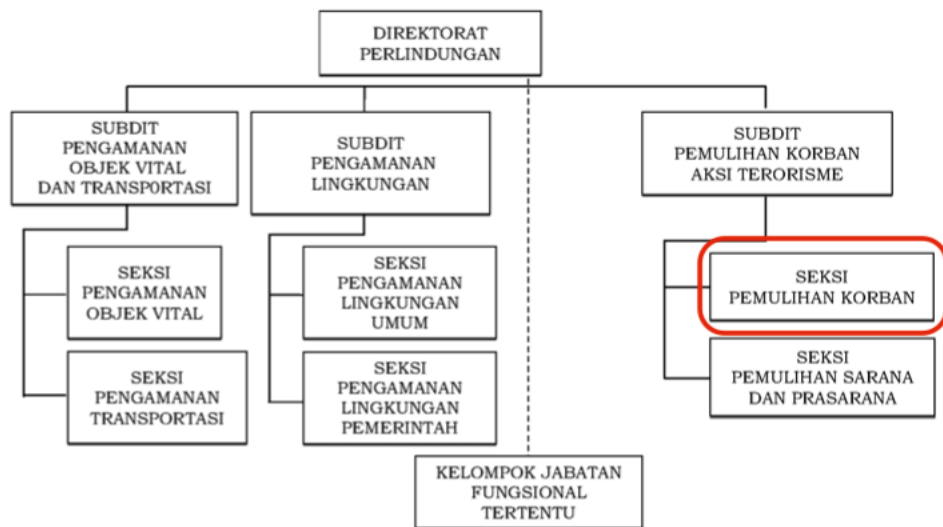 DIREKTORAT
PERLINDUNGAN
SUBDIT
PENGAMANAN
OBJEK VITAL
DAN TRANSPORTASI
SUBDIT
PENGAMANAN
LINGKUNGAN
SUBDIT
PEMULIHAN KORBAN
AKSI TERORISME
SEKSI
PENGAMANAN
OBJEK VITAL
SEKSI
PENGAMANAN
LINGKUNGAN
UMUM
SEKSI
PEMULIHAN KORBAN
SEKSI
PENGAMANAN
TRANSPORTASI
SEKSI
PENGAMANAN
LINGKUNGAN
PEMERINTAH
SEKSI
PEMULIHAN SARANA
DAN PRASARANA
KELOMPOK JABATAN
FUNGSIONAL
TERTENTU